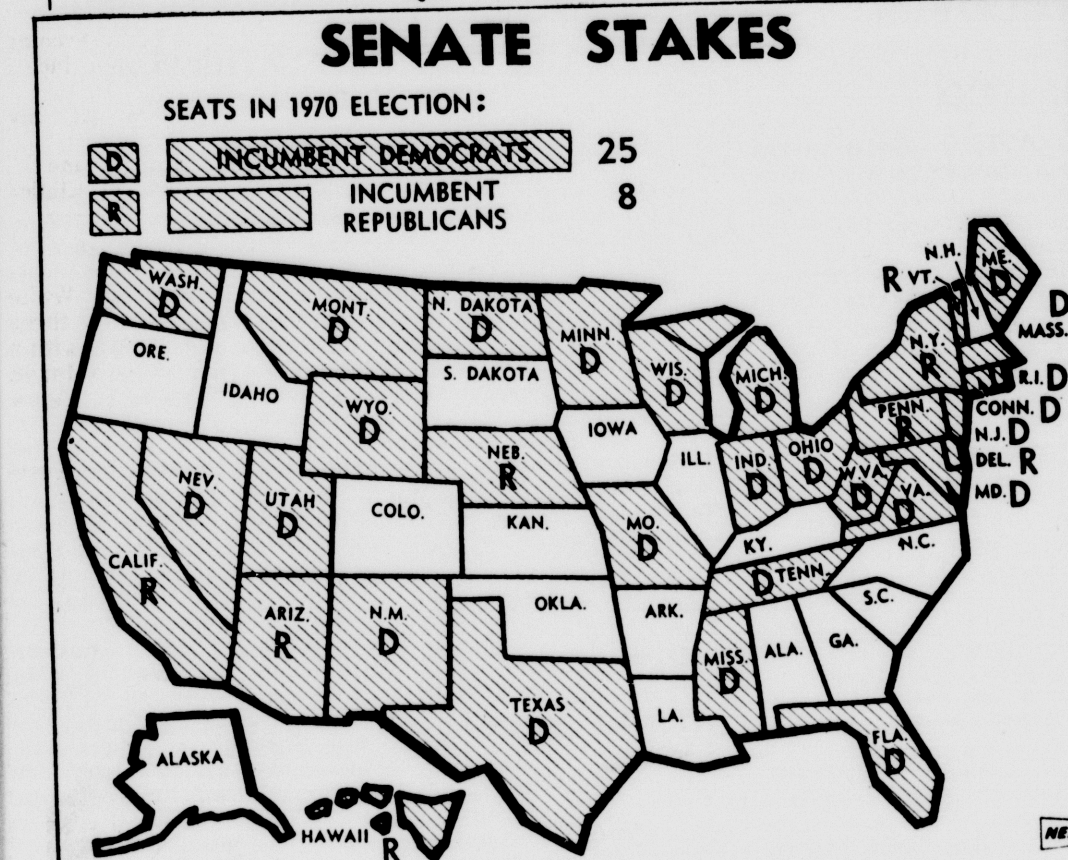 SENATE STAKES
SEATS IN 1970 ELECTION:
D INCUMBENT DEMOCRATS 25
R INCUMBENT REPUBLICANS 8
WASH. D
MONT. D
N. DAKOTA D
MINN. D
N.H.
R VT.
ME. D
D MASS.
ORE.
IDAHO
WYO. D
S. DAKOTA
WIS. D
MICH. D
N.Y. R
R.I. D
CONN. D
N.J. D
DEL. R
MD. D
PENN. R
IOWA
NEB. R
ILL.
IND. D
OHIO D
W.VA. D
VA. D
NEV. D
UTAH D
COLO.
KAN.
MO. D
KY.
N.C.
CALIF. R
ARIZ. R
N.M. D
OKLA.
ARK.
D TENN.
S.C.
MISS. D
ALA.
GA.
TEXAS D
LA.
FLA. D
ALASKA
HAWAII R